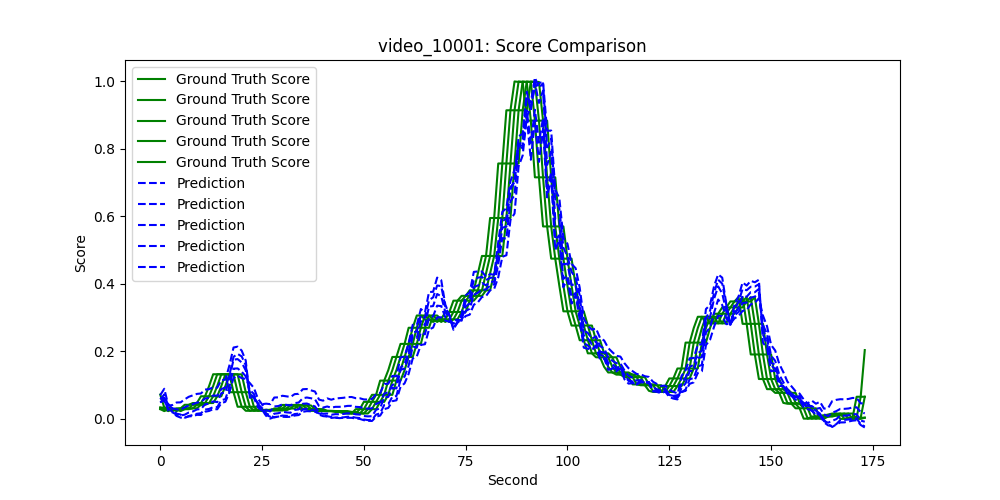 video_10001: Score Comparison
Ground Truth Score
Ground Truth Score
Ground Truth Score
Ground Truth Score
Ground Truth Score
Prediction
Prediction
Prediction
Prediction
Prediction
Score
1.0
0.8
0.6
0.4
0.2
0.0
0 25 50 75 100 125 150 175
Second